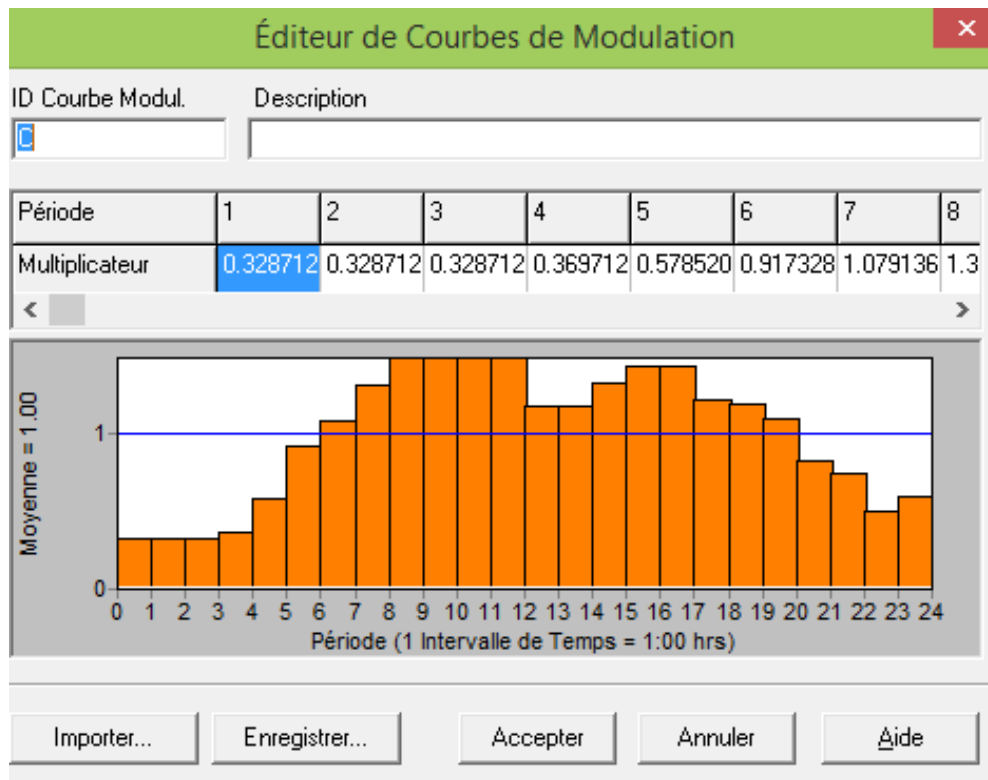 Éditeur de Courbes de Modulation
ID Courbe Modul. Description
C
Période 1 2 3 4 5 6 7 8
Multiplicateur 0.328712 0.328712 0.328712 0.369712 0.578520 0.917328 1.079136 1.3
Moyenne = 1.00
1
0
0 1 2 3 4 5 6 7 8 9 10 11 12 13 14 15 16 17 18 19 20 21 22 23 24
Période (1 Intervalle de Temps = 1:00 hrs)
Importer... Enregistrer... Accepter Annuler Aide